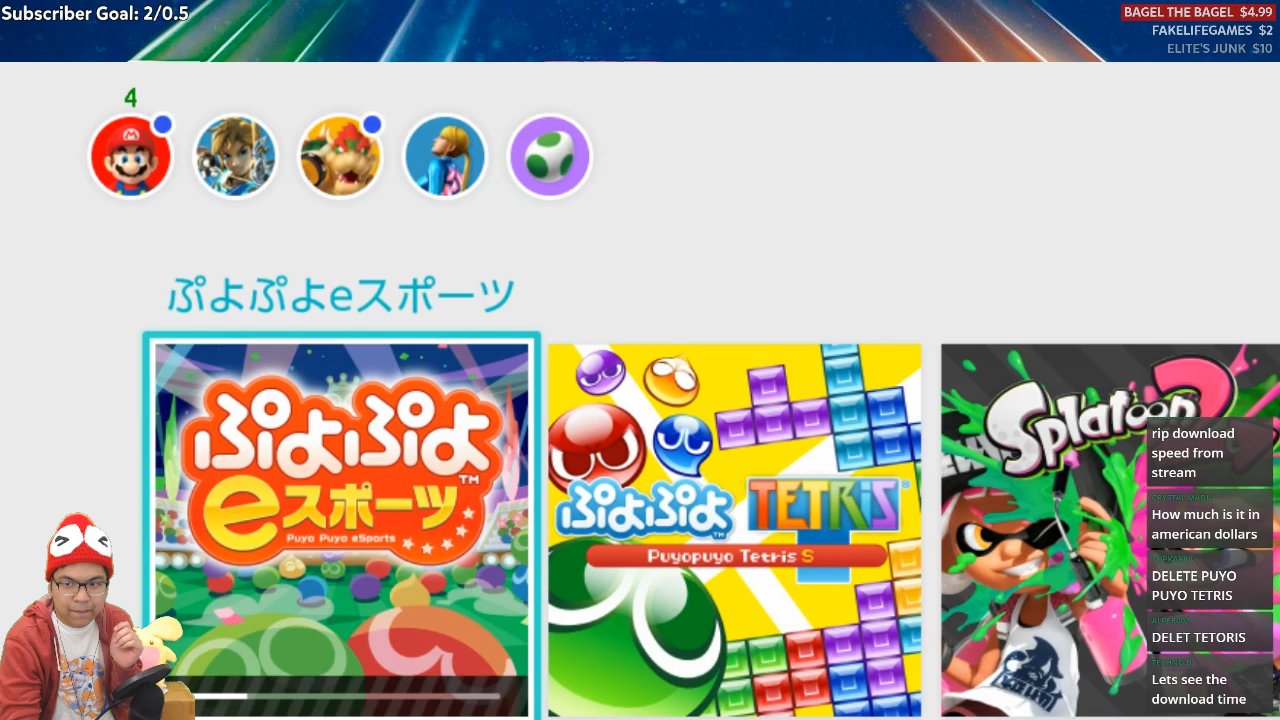 Subscriber Goal: 2/0.5
BAGEL THE BAGEL $4.99
FAKELIFEGAMES $2
ELITE'S JUNK $10
4
ぷよぷよeスポーツ
ぷよぷよ TM
eスポーツ
Puyo Puyo eSports
ぷよぷよ TM TETRIS ®
Puyopuyo Tetris S
Splatoon 2
rip download
speed from
stream
How much is it in
american dollars
DELETE PUYO
PUYO TETRIS
DELET TETORIS
Lets see the
download time